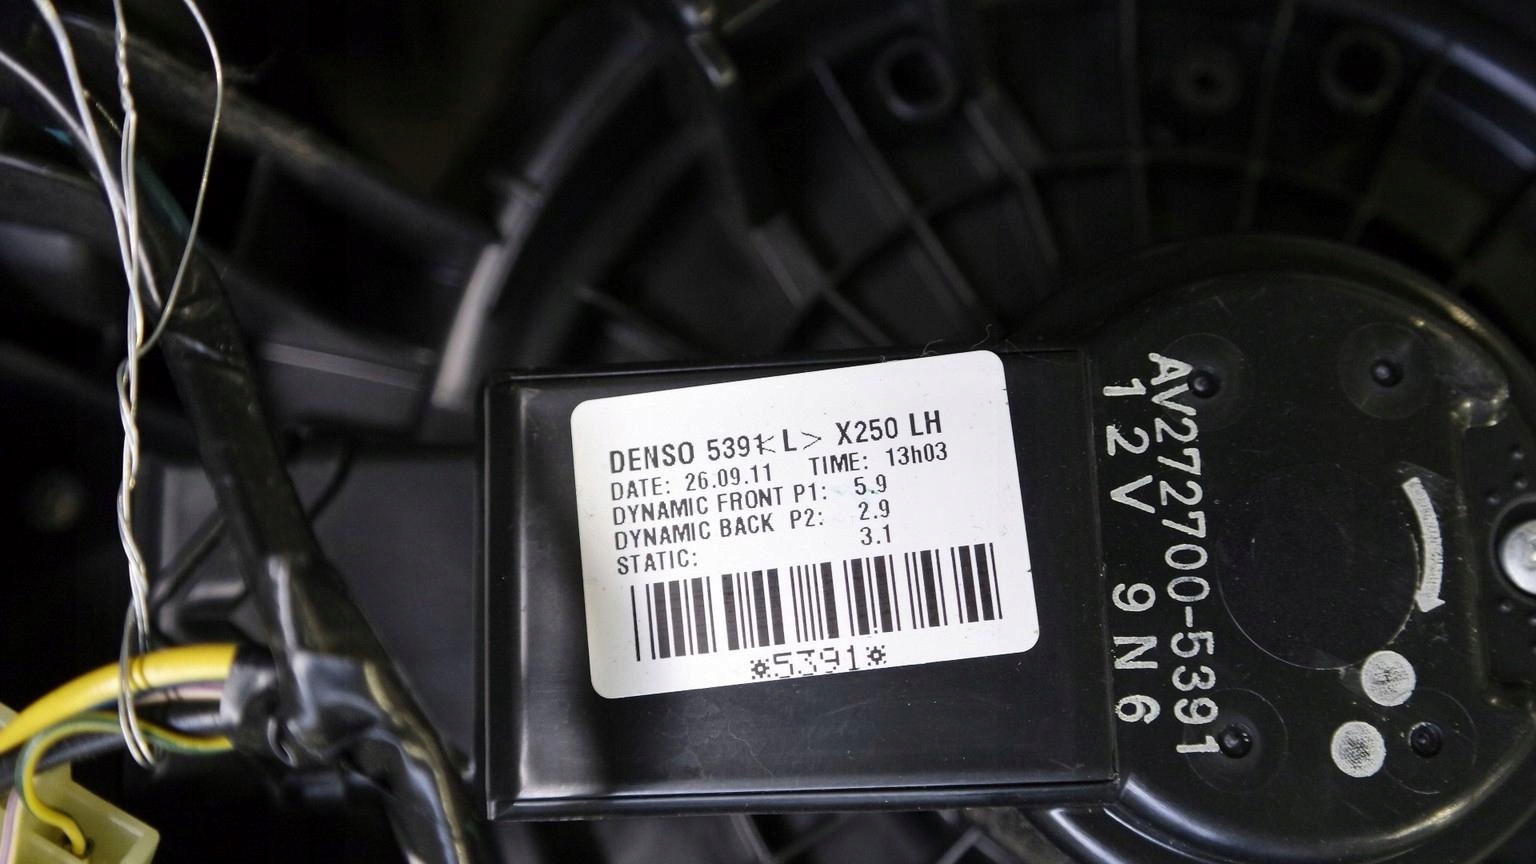 DENSO 5391<L> X250 LH
DATE: 26.09.11 TIME: 13h03
DYNAMIC FRONT P1: 5.9
DYNAMIC BACK P2: 2.9
STATIC: 3.1
*5391*
AV272700-5391
12V 9N6